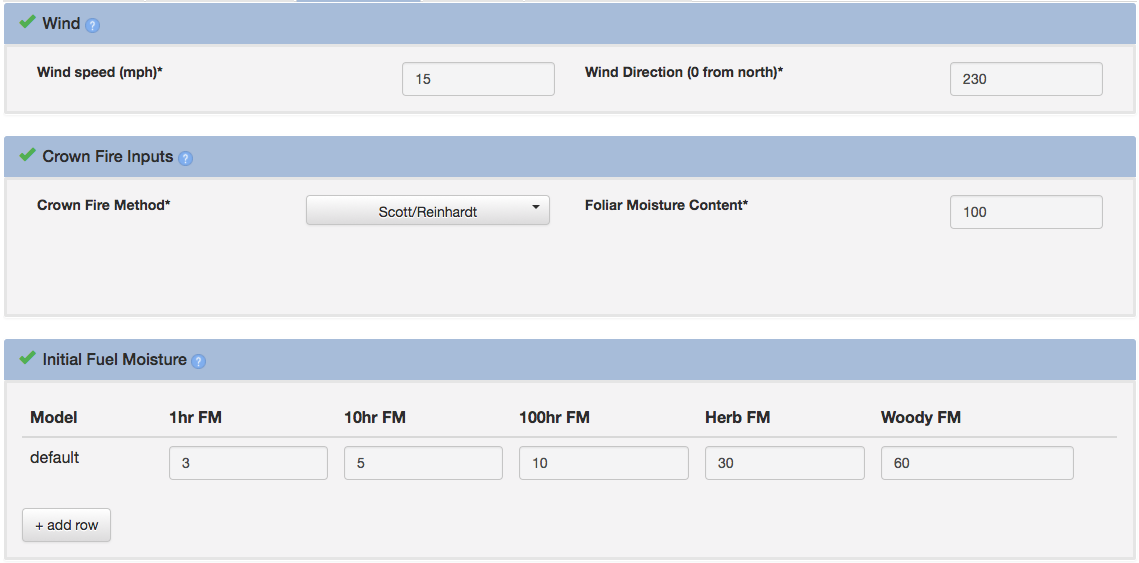 Wind ?
Wind speed (mph)* 15 Wind Direction (0 from north)* 230
Crown Fire Inputs ?
Crown Fire Method* Scott/Reinhardt Foliar Moisture Content* 100
Initial Fuel Moisture ?
Model 1hr FM 10hr FM 100hr FM Herb FM Woody FM
default 3 5 10 30 60
+ add row